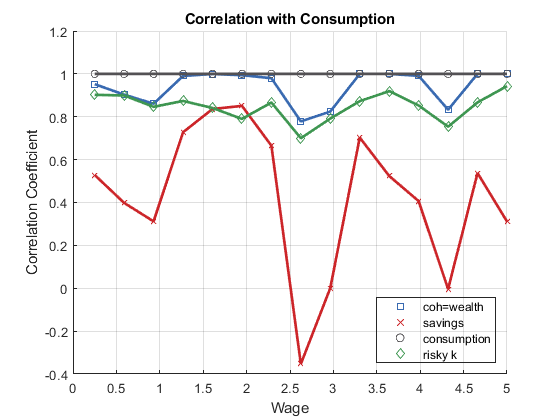 Correlation with Consumption
Correlation Coefficient
1.2
1
0.8
0.6
0.4
0.2
0
-0.2
-0.4
coh=wealth
savings
consumption
risky k
0 0.5 1 1.5 2 2.5 3 3.5 4 4.5 5
Wage